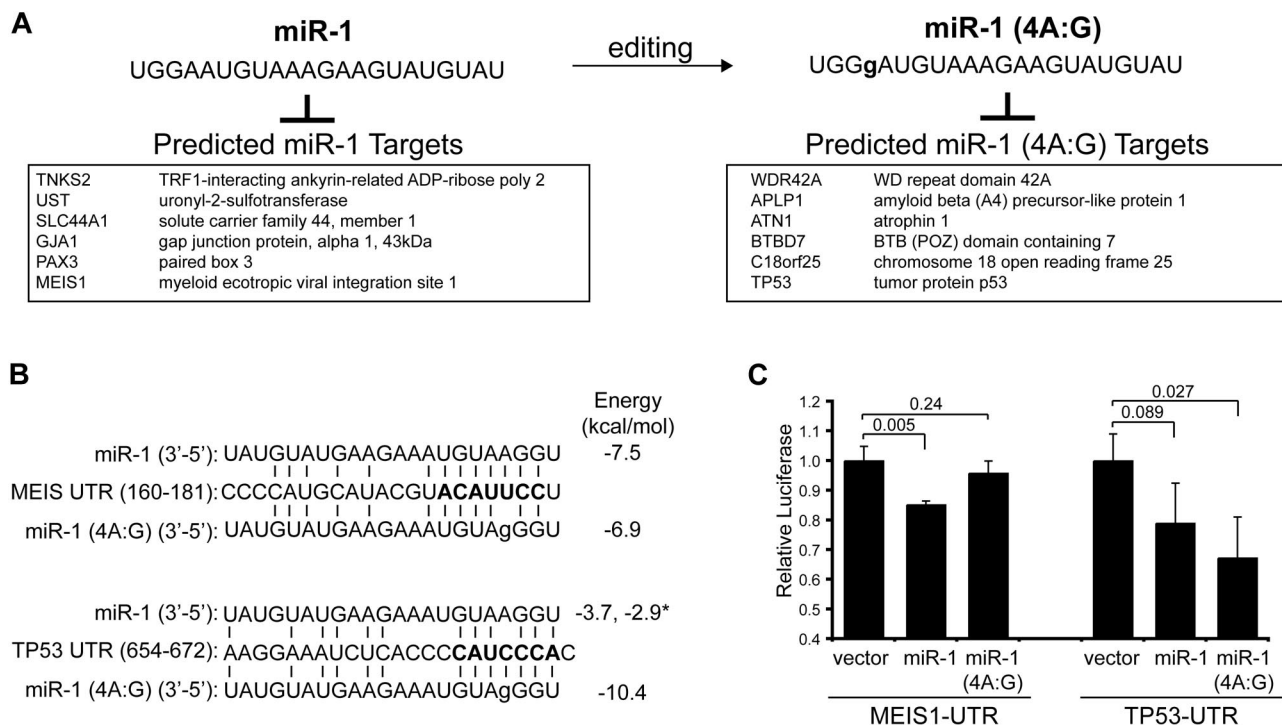 A
miR-1
UGGAAUGUAAAGAAGUAUGUAU
editing
miR-1 (4A:G)
UGGgAUGUAAAGAAGUAUGUAU
Predicted miR-1 Targets
TNKS2 TRF1-interacting ankyrin-related ADP-ribose poly 2
UST uronyl-2-sulfotransferase
SLC44A1 solute carrier family 44, member 1
GJA1 gap junction protein, alpha 1, 43kDa
PAX3 paired box 3
MEIS1 myeloid ecotropic viral integration site 1
Predicted miR-1 (4A:G) Targets
WDR42A WD repeat domain 42A
APLP1 amyloid beta (A4) precursor-like protein 1
ATN1 atrophin 1
BTBD7 BTB (POZ) domain containing 7
C18orf25 chromosome 18 open reading frame 25
TP53 tumor protein p53
B
Energy
(kcal/mol)
miR-1 (3'-5'): UAUGUAUGAAGAAAUGUAAGGU -7.5
MEIS UTR (160-181): CCCCAUGCAUACGUACAUUCCU
miR-1 (4A:G) (3'-5'): UAUGUAUGAAGAAAUGUAgGGU -6.9
miR-1 (3'-5'): UAUGUAUGAAGAAAUGUAAGGU -3.7, -2.9*
TP53 UTR (654-672): AAGGAAAUCUCACCCCAUCCCAC
miR-1 (4A:G) (3'-5'): UAUGUAUGAAGAAAUGUAgGGU -10.4
C
Relative Luciferase
1.2
1.1
1.0
0.9
0.8
0.7
0.6
0.5
0.4
0.24
0.005
0.027
0.089
vector miR-1 miR-1
(4A:G)
vector miR-1 miR-1
(4A:G)
MEIS1-UTR TP53-UTR